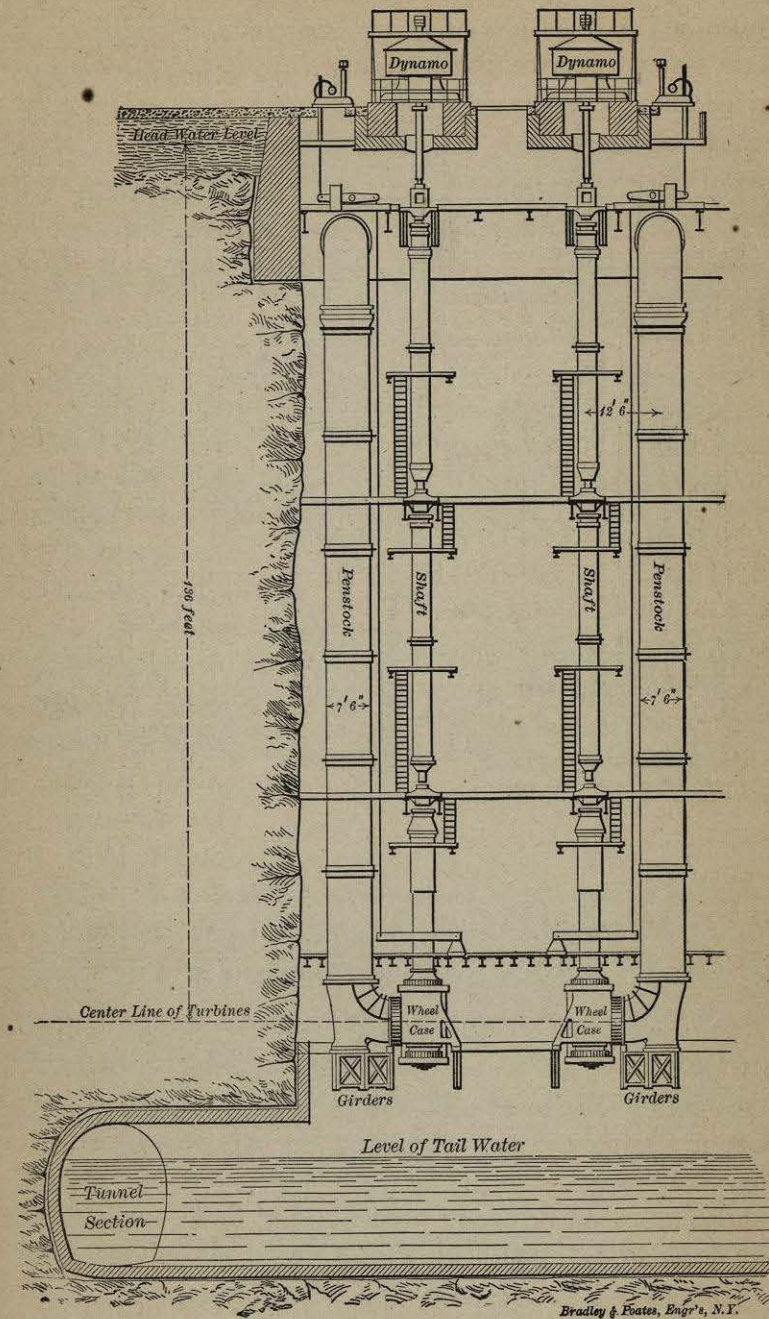 Dynamo
Dynamo
Head Water Level
12' 6"
136 feet
Penstock
Shaft
Shaft
Penstock
7' 6"
7' 6"
Center Line of Turbines
Wheel
Case
Wheel
Case
Girders
Girders
Level of Tail Water
Tunnel
Section
Bradley & Poates, Engr's, N.Y.